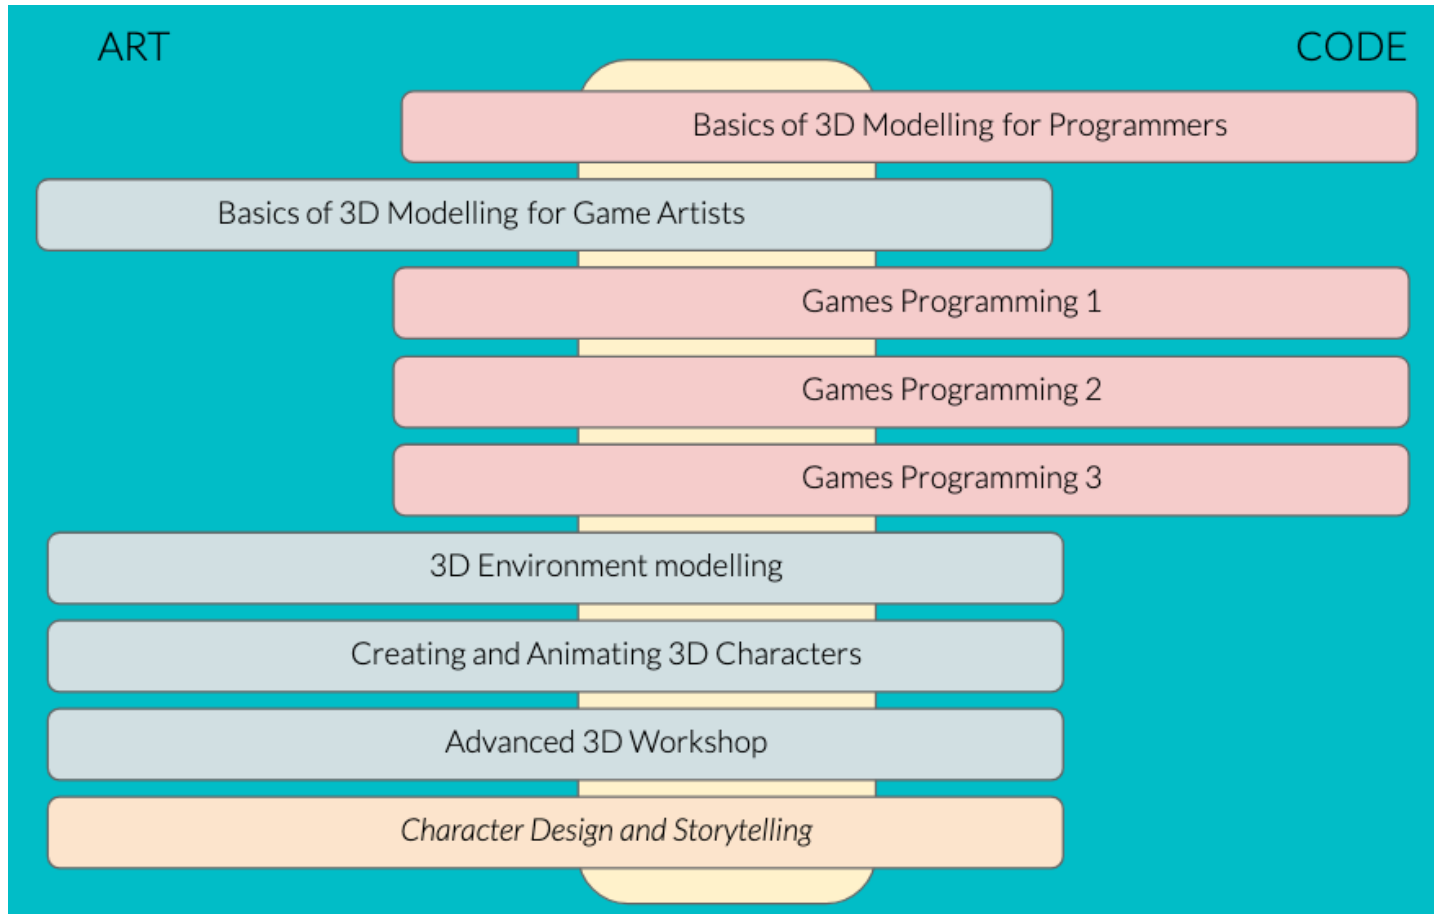 ART
CODE
Basics of 3D Modelling for Programmers
Basics of 3D Modelling for Game Artists
Games Programming 1
Games Programming 2
Games Programming 3
3D Environment modelling
Creating and Animating 3D Characters
Advanced 3D Workshop
Character Design and Storytelling